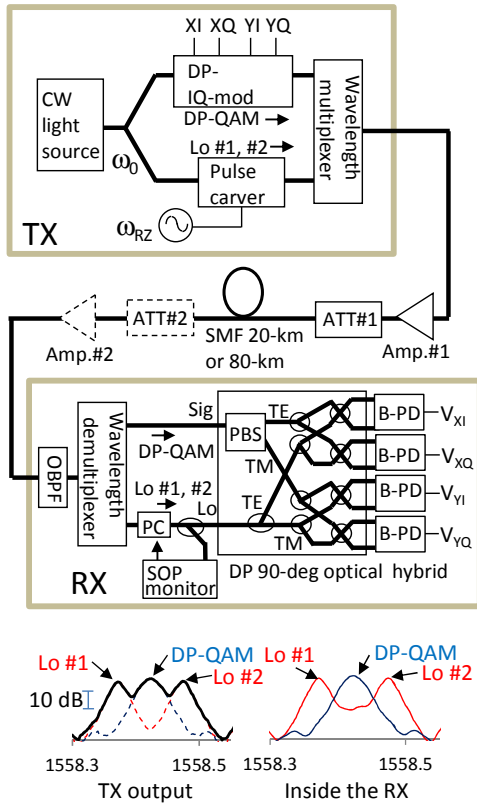 XI XQ YI YQ
CW light source
DP-IQ-mod
Wavelength multiplexer
DP-QAM
Lo #1, #2
ω0
Pulse carver
ωRZ
TX
Amp.#2
ATT#2
SMF 20-km or 80-km
ATT#1
Amp.#1
OBPF
Wavelength demultiplexer
Sig
DP-QAM
Lo #1, #2
PC
Lo
SOP monitor
PBS
TE
TM
TE
TM
B-PD
VXI
B-PD
VXQ
B-PD
VYI
B-PD
VYQ
DP 90-deg optical hybrid
RX
Lo #1
DP-QAM
Lo #2
10 dB
1558.3
1558.5
TX output
Lo #1
DP-QAM
Lo #2
1558.3
1558.5
Inside the RX